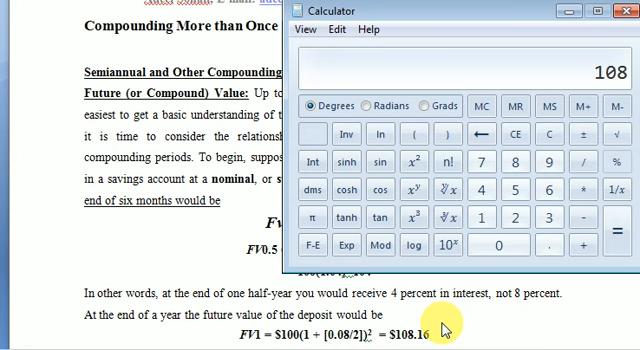 Compounding More than Once
Semiannual and Other Compounding
Future (or Compound) Value: Up to
easiest to get a basic understanding of
it is time to consider the
compounding periods. To begin,
in a savings account at a nominal, or
end of six months would be
FV0.5
In other words, at the end of one half-year you would receive 4 percent in interest, not 8 percent.
At the end of a year the future value of the deposit would be
FV1 = $100(1 + [0.08/2])² = $108.16
Calculator
View Edit Help
108
Degrees Radians Grads MC MR MS M+ M-
Inv ln ( ) ← CE C ± √
Int sinh sin x² n! 7 8 9 / %
dms cosh cos xʸ ʸ√x 4 5 6 * 1/x
π tanh tan x³ ³√x 1 2 3 - =
F-E Exp Mod log 10ˣ 0 . +